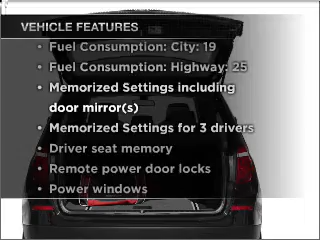 VEHICLE FEATURES
• Fuel Consumption: City: 19
• Fuel Consumption: Highway: 25
• Memorized Settings including
door mirror(s)
• Memorized Settings for 3 drivers
• Driver seat memory
• Remote power door locks
• Power windows